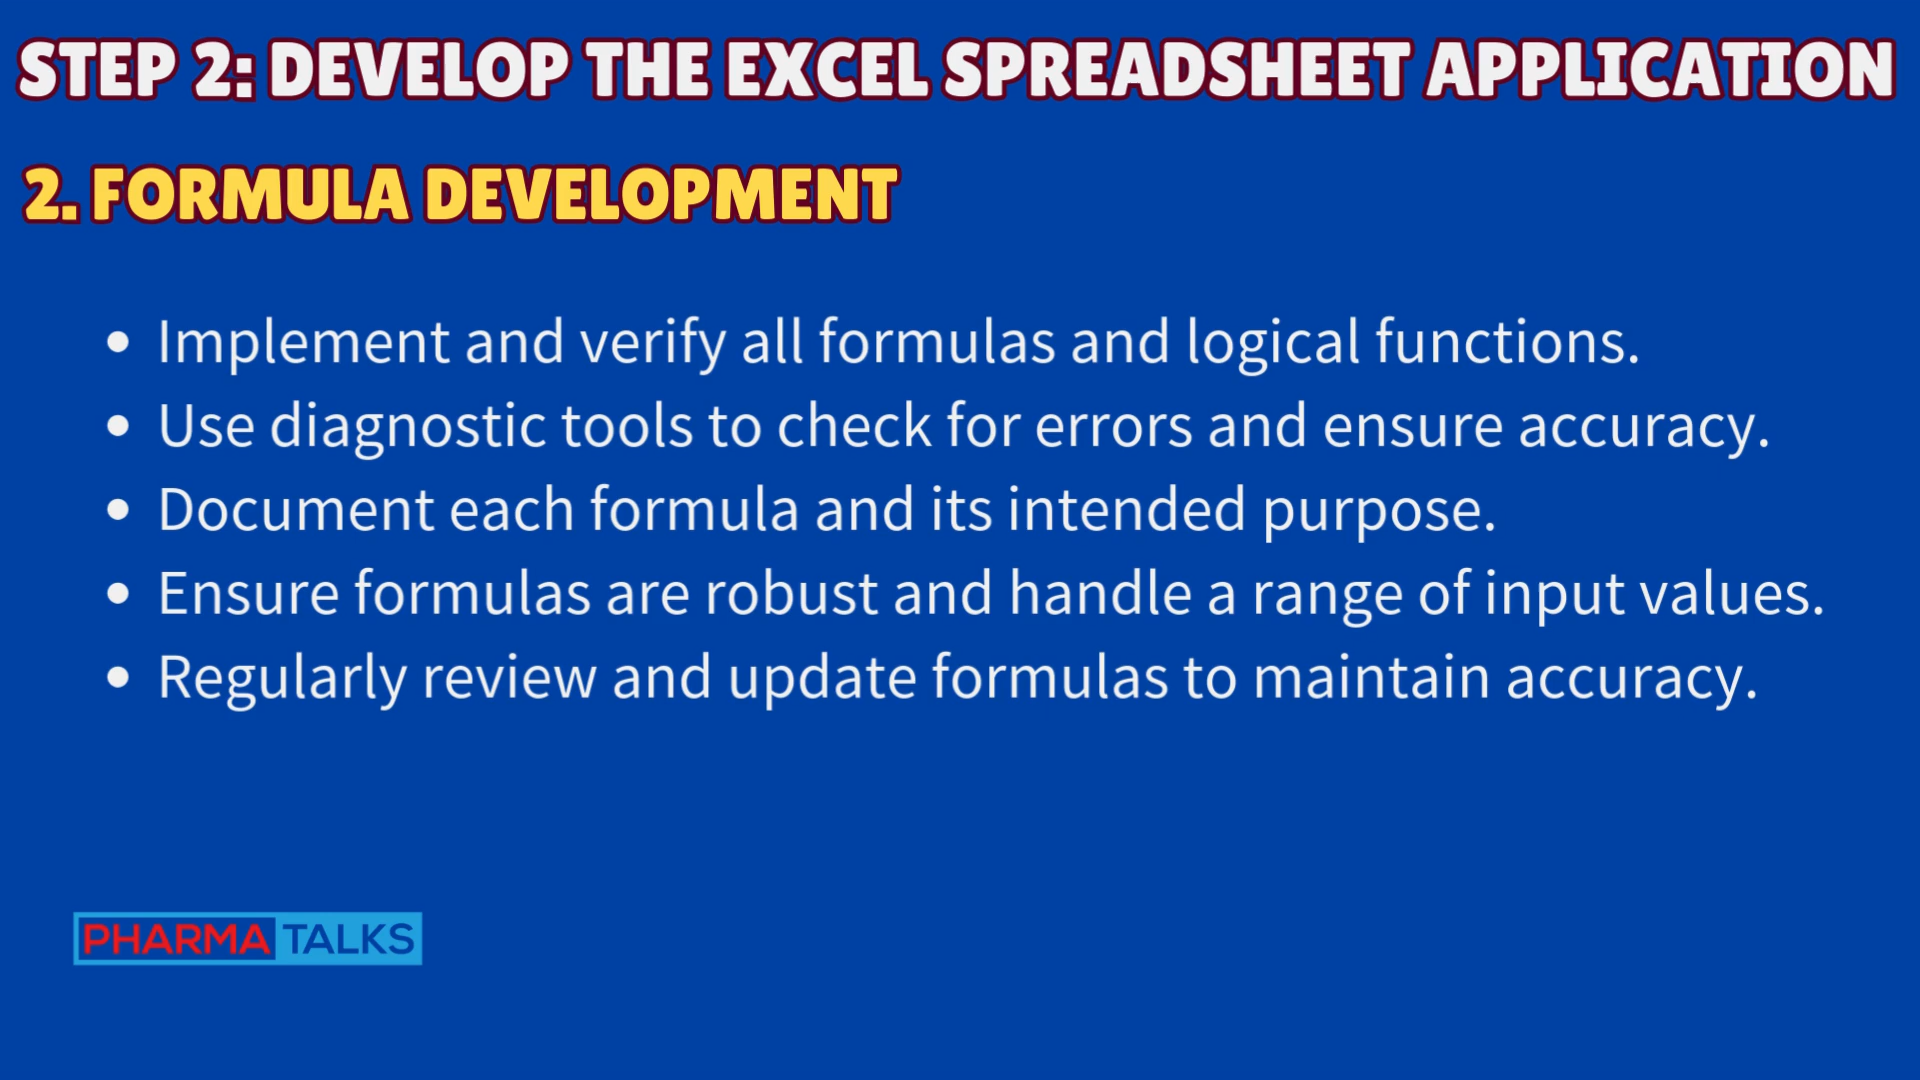 STEP 2: DEVELOP THE EXCEL SPREADSHEET APPLICATION
2. FORMULA DEVELOPMENT
• Implement and verify all formulas and logical functions.
• Use diagnostic tools to check for errors and ensure accuracy.
• Document each formula and its intended purpose.
• Ensure formulas are robust and handle a range of input values.
• Regularly review and update formulas to maintain accuracy.
PHARMA TALKS